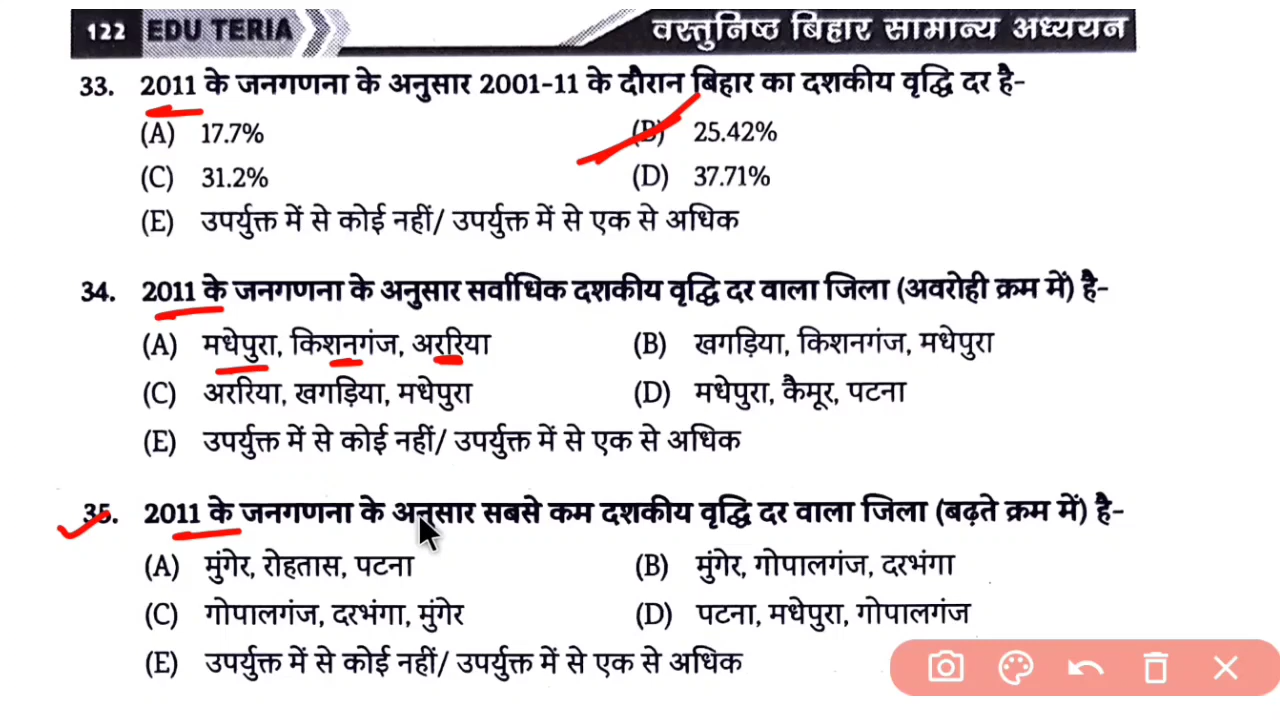 122 EDU TERIA वस्तुनिष्ठ बिहार सामान्य अध्ययन
33. 2011 के जनगणना के अनुसार 2001-11 के दौरान बिहार का दशकीय वृद्धि दर है-
(A) 17.7% (B) 25.42%
(C) 31.2% (D) 37.71%
(E) उपर्युक्त में से कोई नहीं/ उपर्युक्त में से एक से अधिक
34. 2011 के जनगणना के अनुसार सर्वाधिक दशकीय वृद्धि दर वाला जिला (अवरोही क्रम में) है-
(A) मधेपुरा, किशनगंज, अररिया (B) खगड़िया, किशनगंज, मधेपुरा
(C) अररिया, खगड़िया, मधेपुरा (D) मधेपुरा, कैमूर, पटना
(E) उपर्युक्त में से कोई नहीं/ उपर्युक्त में से एक से अधिक
35. 2011 के जनगणना के अनुसार सबसे कम दशकीय वृद्धि दर वाला जिला (बढ़ते क्रम में) है-
(A) मुंगेर, रोहतास, पटना (B) मुंगेर, गोपालगंज, दरभंगा
(C) गोपालगंज, दरभंगा, मुंगेर (D) पटना, मधेपुरा, गोपालगंज
(E) उपर्युक्त में से कोई नहीं/ उपर्युक्त में से एक से अधिक